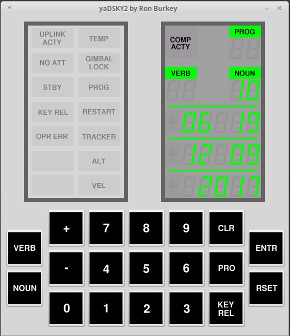 yaDSKY2 by Ron Burkey
UPLINK ACTY
TEMP
NO ATT
GIMBAL LOCK
STBY
PROG
KEY REL
RESTART
OPR ERR
TRACKER
ALT
VEL
COMP ACTY
PROG
VERB
NOUN
10
06 19
12 09
2017
VERB
NOUN
+ 7 8 9 CLR
- 4 5 6 PRO
0 1 2 3 KEY REL
ENTR
RSET